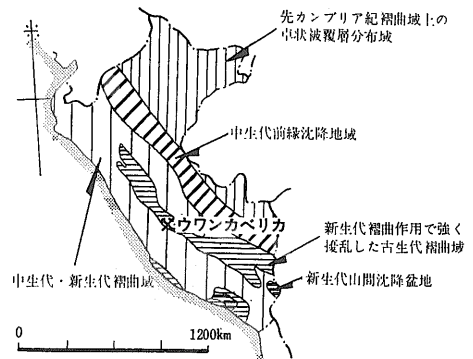 先カンブリア紀褶曲域上の
卓状被覆層分布域
中生代前縁沈降地域
×ウワンカベリカ
新生代褶曲作用で強く
擾乱した古生代褶曲域
新生代山間沈降盆地
中生代・新生代褶曲域
0 1200km